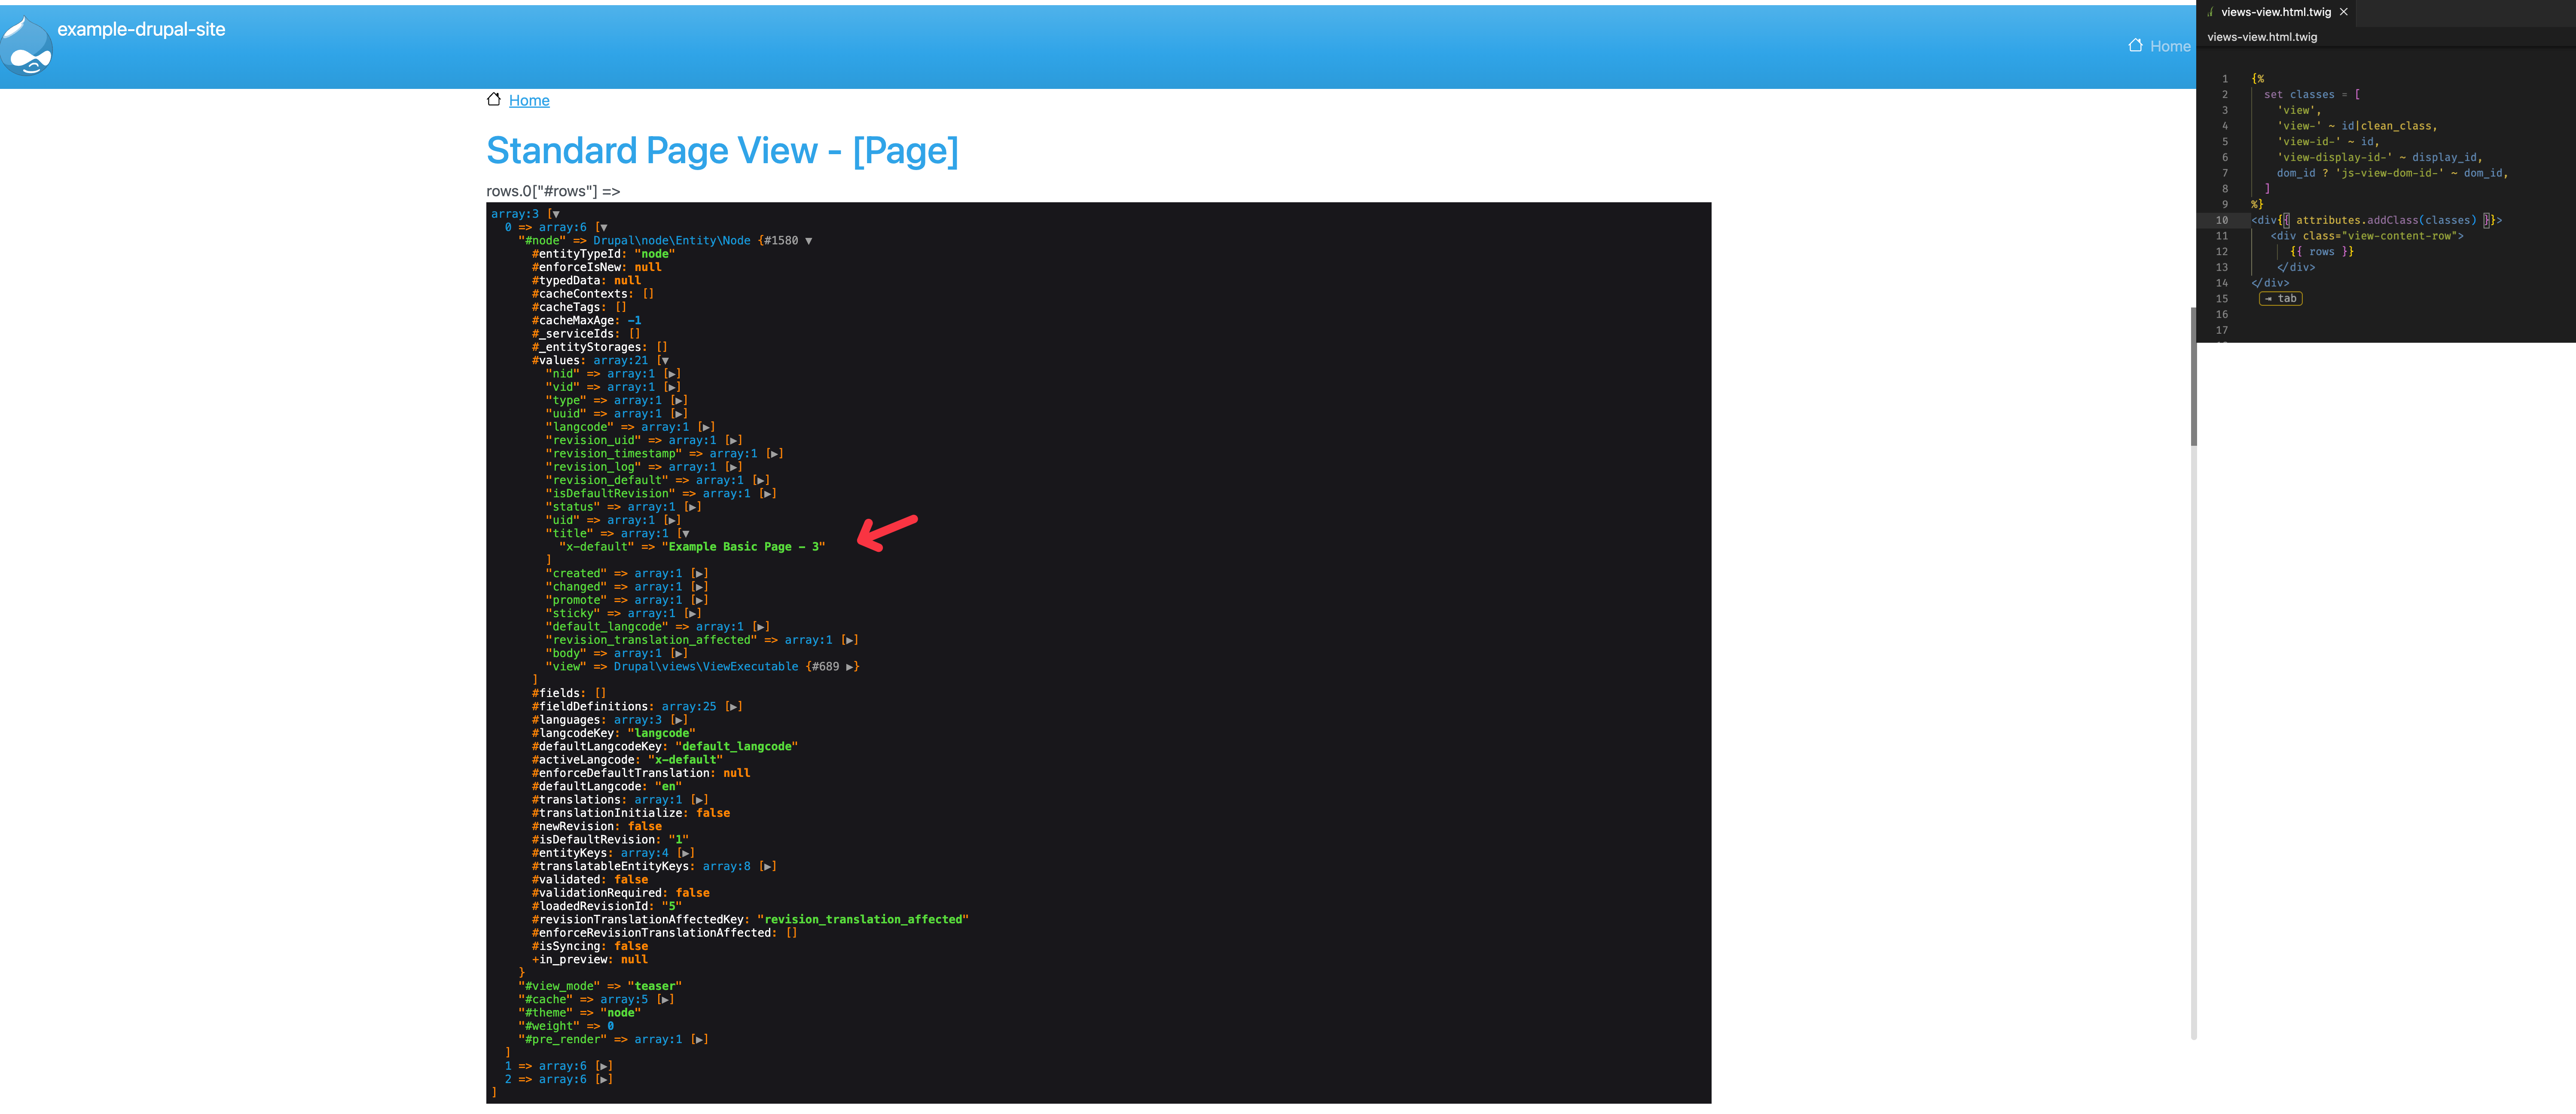 example-drupal-site
Home
Home
Standard Page View - [Page]
rows.0["#rows"] =>
array:3 [▼
0 => array:6 [▼
"#node" => Drupal\node\Entity\Node {#1580 ▼
#entityTypeId: "node"
#enforceIsNew: null
#typedData: null
#cacheContexts: []
#cacheTags: []
#cacheMaxAge: -1
#_serviceIds: []
#_entityStorages: []
#values: array:21 [▼
"nid" => array:1 [▶]
"vid" => array:1 [▶]
"type" => array:1 [▶]
"uuid" => array:1 [▶]
"langcode" => array:1 [▶]
"revision_uid" => array:1 [▶]
"revision_timestamp" => array:1 [▶]
"revision_log" => array:1 [▶]
"revision_default" => array:1 [▶]
"isDefaultRevision" => array:1 [▶]
"status" => array:1 [▶]
"uid" => array:1 [▶]
"title" => array:1 [▼
"x-default" => "Example Basic Page - 3"
]
"created" => array:1 [▶]
"changed" => array:1 [▶]
"promote" => array:1 [▶]
"sticky" => array:1 [▶]
"default_langcode" => array:1 [▶]
"revision_translation_affected" => array:1 [▶]
"body" => array:1 [▶]
"view" => Drupal\views\ViewExecutable {#689 ▶}
]
#fields: []
#fieldDefinitions: array:25 [▶]
#languages: array:3 [▶]
#langcodeKey: "langcode"
#defaultLangcodeKey: "default_langcode"
#activeLangcode: "x-default"
#enforceDefaultTranslation: null
#defaultLangcode: "en"
#translations: array:1 [▶]
#translationInitialize: false
#newRevision: false
#isDefaultRevision: "1"
#entityKeys: array:4 [▶]
#translatableEntityKeys: array:8 [▶]
#validated: false
#validationRequired: false
#loadedRevisionId: "5"
#revisionTranslationAffectedKey: "revision_translation_affected"
#enforceRevisionTranslationAffected: []
#isSyncing: false
+in_preview: null
}
"#view_mode" => "teaser"
"#cache" => array:5 [▶]
"#theme" => "node"
"#weight" => 0
"#pre_render" => array:1 [▶]
]
1 => array:6 [▶]
2 => array:6 [▶]
]
views-view.html.twig ×
views-view.html.twig
1 {%
2 set classes = [
3 'view',
4 'view-' ~ id|clean_class,
5 'view-id-' ~ id,
6 'view-display-id-' ~ display_id,
7 dom_id ? 'js-view-dom-id-' ~ dom_id,
8 ]
9 %}
10 <div{{ attributes.addClass(classes) }}>
11 <div class="view-content-row">
12 {{ rows }}
13 </div>
14 </div>
15 ⇥ tab
16
17